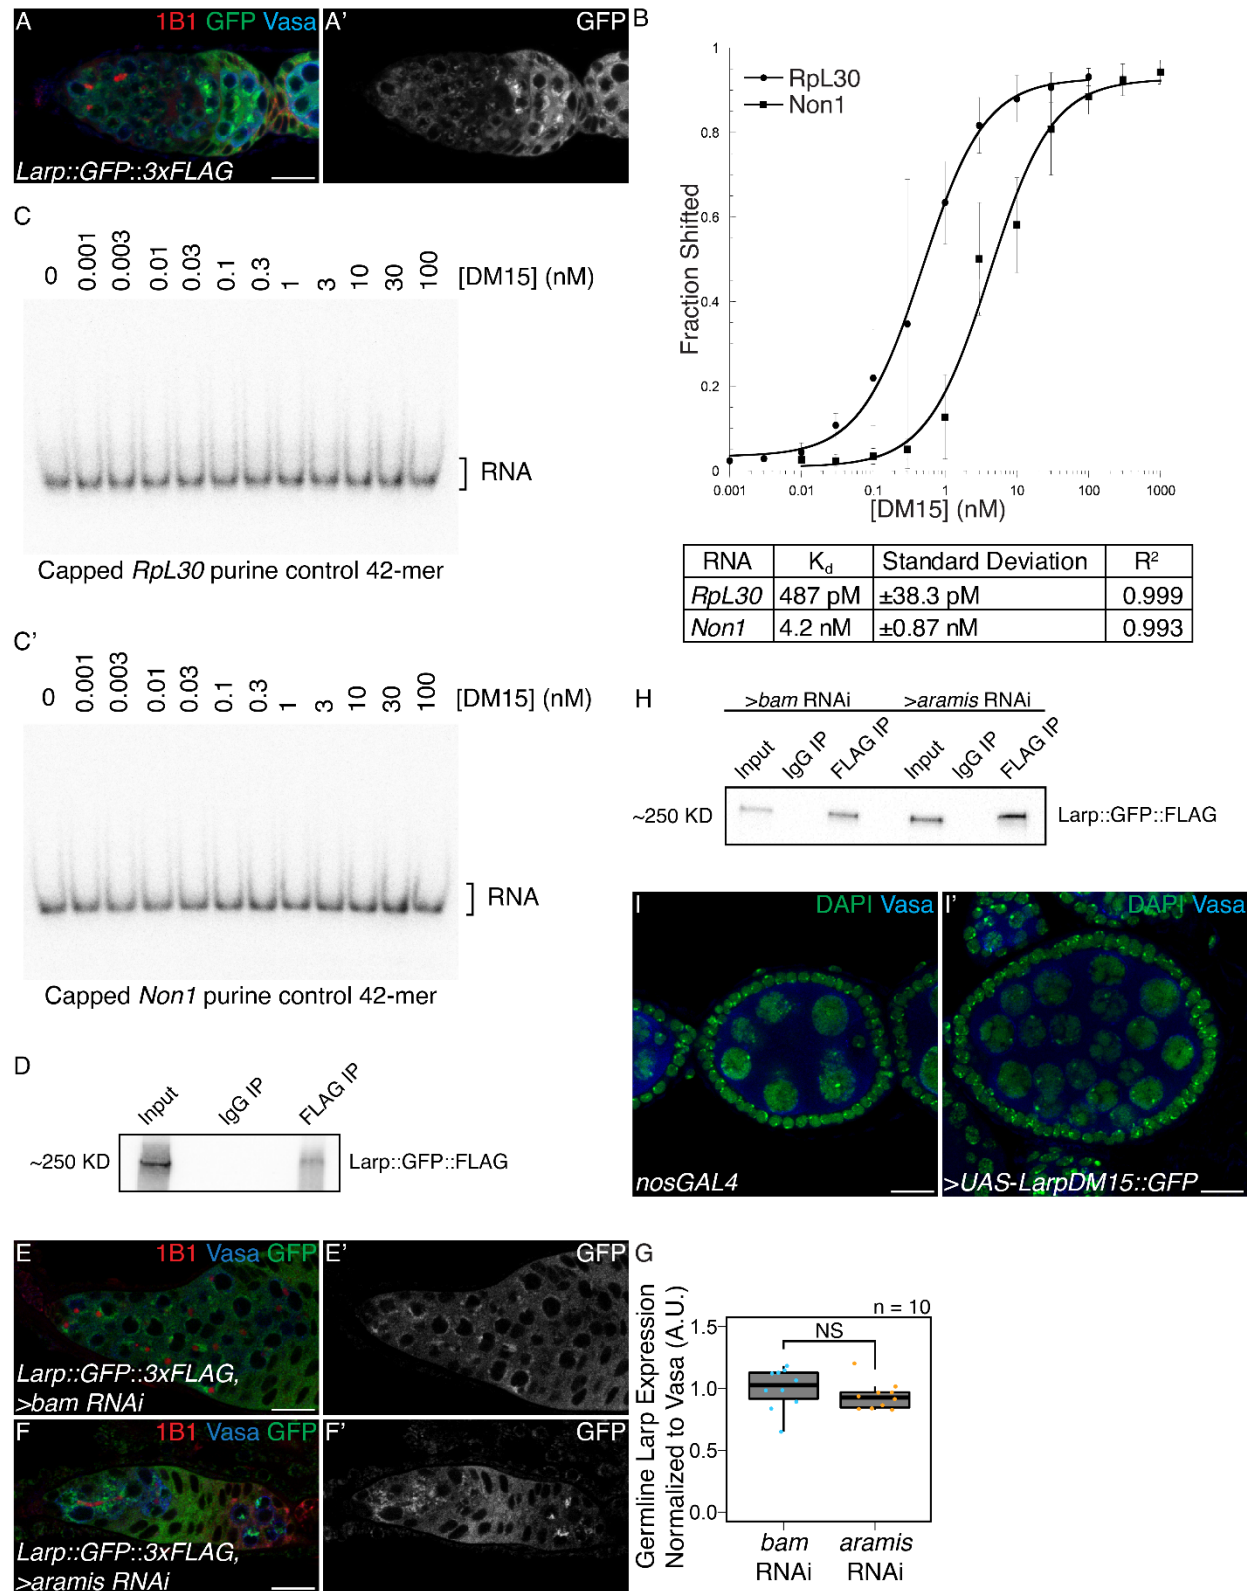 A
1B1 GFP Vasa
Larp::GFP::3xFLAG
A'
GFP
B
RpL30
Non1
Fraction Shifted
1
0.8
0.6
0.4
0.2
0
0.001 0.01 0.1 1 10 100 1000
[DM15] (nM)
RNA Kd Standard Deviation R²
RpL30 487 pM ±38.3 pM 0.999
Non1 4.2 nM ±0.87 nM 0.993
C
0 0.001 0.003 0.01 0.03 0.1 0.3 1 3 10 30 100 [DM15] (nM)
RNA
Capped RpL30 purine control 42-mer
C'
0 0.001 0.003 0.01 0.03 0.1 0.3 1 3 10 30 100 [DM15] (nM)
RNA
Capped Non1 purine control 42-mer
D
Input IgG IP FLAG IP
~250 KD
Larp::GFP::FLAG
E
1B1 Vasa GFP
Larp::GFP::3xFLAG,
>bam RNAi
E'
GFP
F
1B1 Vasa GFP
Larp::GFP::3xFLAG,
>aramis RNAi
F'
GFP
G
n = 10
NS
Germline Larp Expression
Normalized to Vasa (A.U.)
1.5
1.0
0.5
0.0
bam
RNAi
aramis
RNAi
H
>bam RNAi >aramis RNAi
Input IgG IP FLAG IP Input IgG IP FLAG IP
~250 KD
Larp::GFP::FLAG
I
DAPI Vasa
nosGAL4
I'
DAPI Vasa
>UAS-LarpDM15::GFP